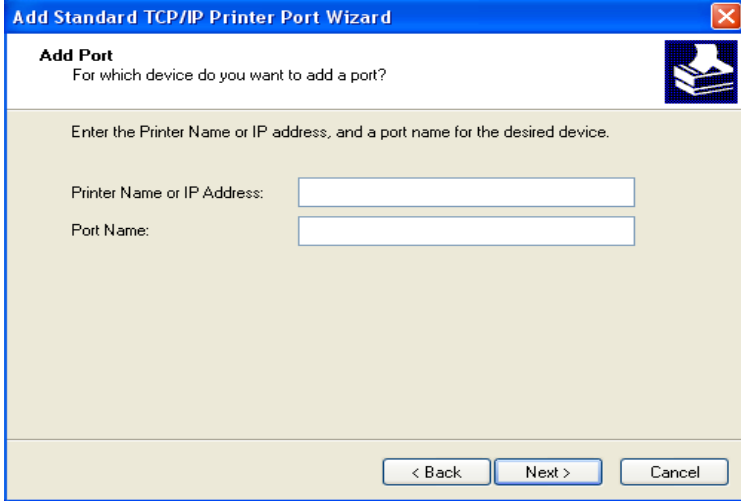 Add Standard TCP/IP Printer Port Wizard
Add Port
For which device do you want to add a port?
Enter the Printer Name or IP address, and a port name for the desired device.
Printer Name or IP Address:
Port Name:
< Back Next > Cancel